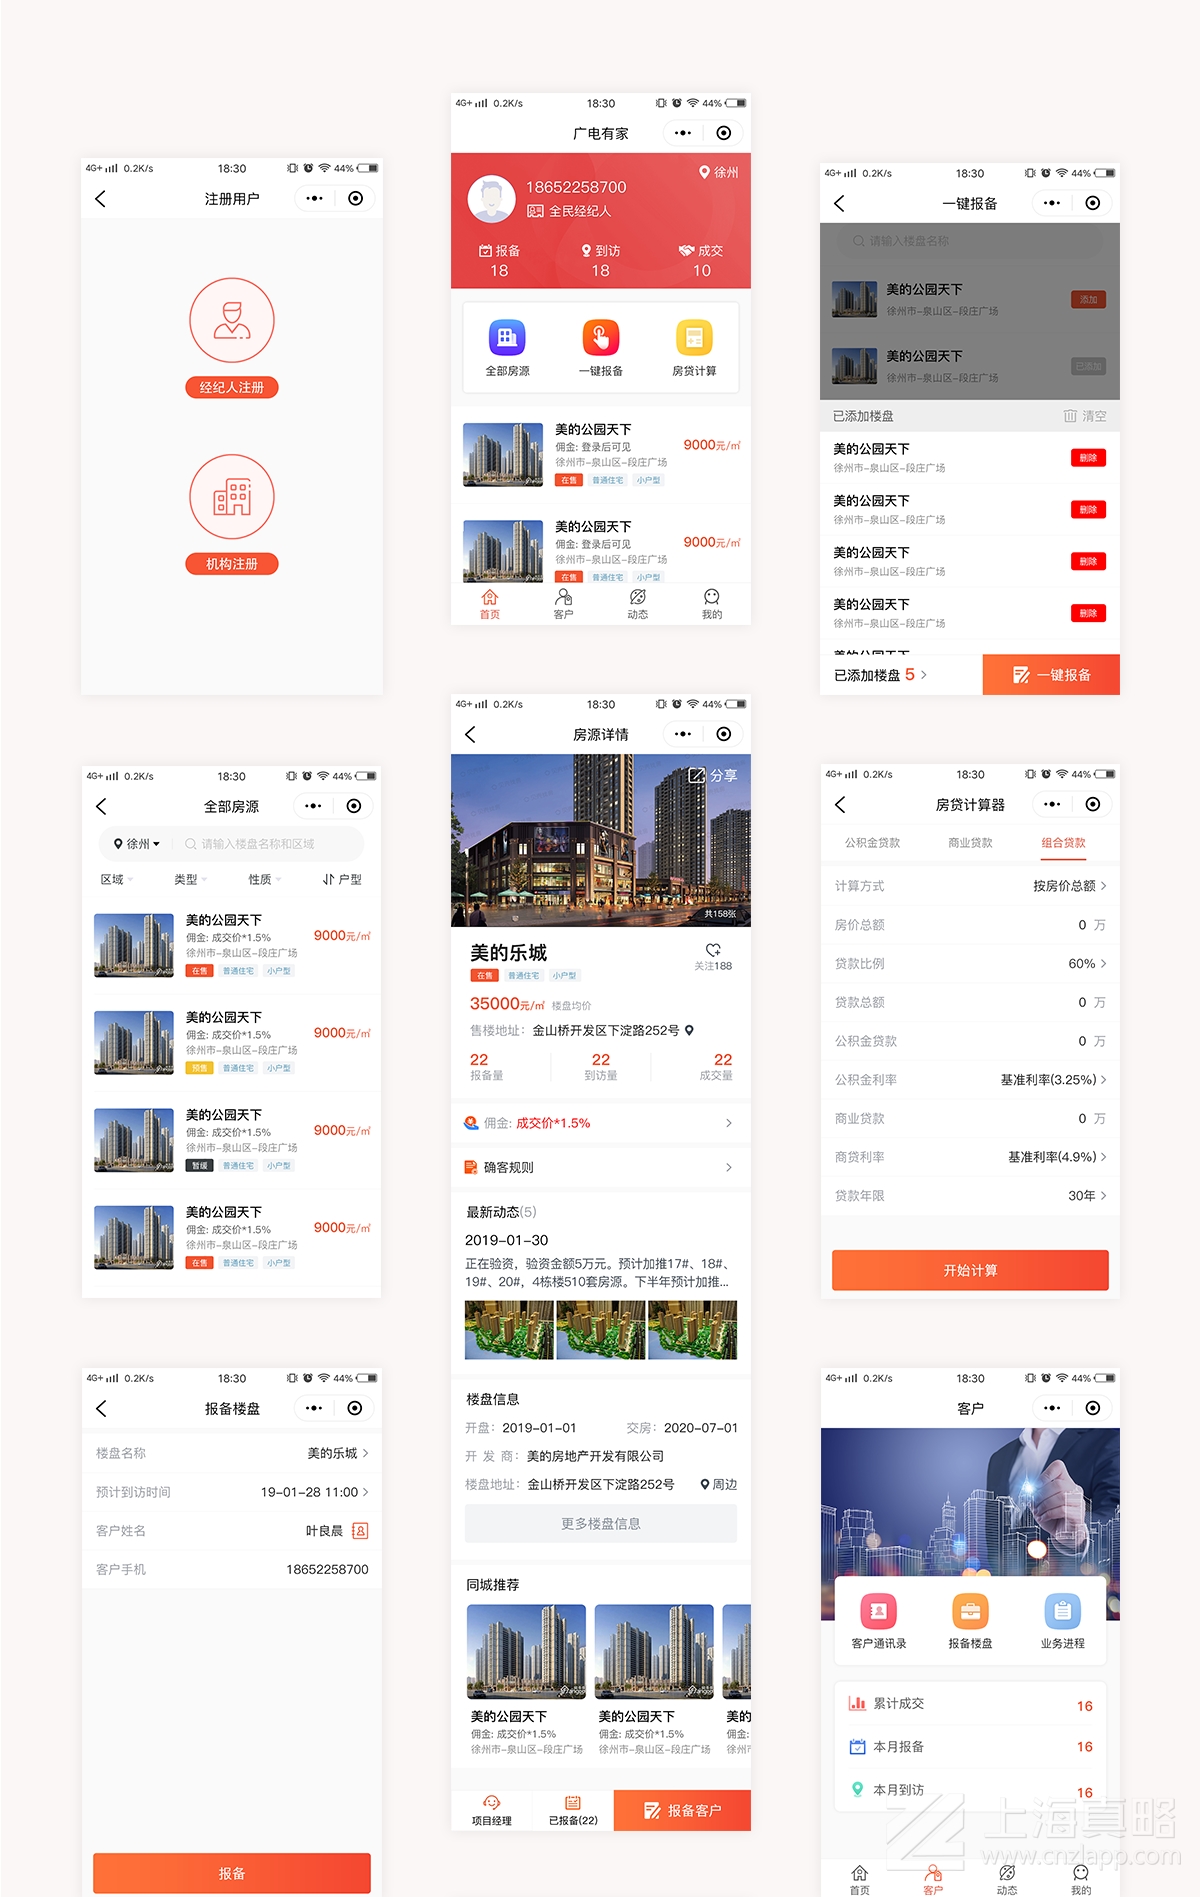 4G+ 0.2K/s 18:30 44%
注册用户
经纪人注册
机构注册
4G+ 0.2K/s 18:30 44%
广电有家
徐州
18652258700
全民经纪人
报备 到访 成交
18 18 10
全部房源 一键报备 房贷计算
美的公园天下
佣金: 登录后可见
9000元/㎡
徐州市-泉山区-段庄广场
在售 普通住宅 小户型
美的公园天下
佣金: 登录后可见
9000元/㎡
徐州市-泉山区-段庄广场
在售 普通住宅 小户型
首页 客户 动态 我的
4G+ 0.2K/s 18:30 44%
一键报备
请输入楼盘名称
美的公园天下
徐州市-泉山区-段庄广场
添加
美的公园天下
徐州市-泉山区-段庄广场
已添加
已添加楼盘 清空
美的公园天下
徐州市-泉山区-段庄广场
删除
美的公园天下
徐州市-泉山区-段庄广场
删除
美的公园天下
徐州市-泉山区-段庄广场
删除
美的公园天下
徐州市-泉山区-段庄广场
删除
已添加楼盘 5 一键报备
4G+ 0.2K/s 18:30 44%
全部房源
徐州 请输入楼盘名称和区域
区域 类型 性质 户型
美的公园天下
佣金: 成交价*1.5%
9000元/㎡
徐州市-泉山区-段庄广场
在售 普通住宅 小户型
美的公园天下
佣金: 成交价*1.5%
9000元/㎡
徐州市-泉山区-段庄广场
预售 普通住宅 小户型
美的公园天下
佣金: 成交价*1.5%
9000元/㎡
徐州市-泉山区-段庄广场
暂缓 普通住宅 小户型
美的公园天下
佣金: 成交价*1.5%
9000元/㎡
徐州市-泉山区-段庄广场
在售 普通住宅 小户型
4G+ 0.2K/s 18:30 44%
房源详情
分享
共158张
美的乐城
关注188
在售 普通住宅 小户型
35000元/㎡ 楼盘均价
售楼地址: 金山桥开发区下淀路252号
22 22 22
报备量 到访量 成交量
佣金: 成交价*1.5%
确客规则
最新动态(5)
2019-01-30
正在验资，验资金额5万元。预计加推17#、18#、
19#、20#，4栋楼510套房源。下半年预计加推...
楼盘信息
开盘: 2019-01-01 交房: 2020-07-01
开 发 商: 美的房地产开发有限公司
楼盘地址: 金山桥开发区下淀路252号 周边
更多楼盘信息
同城推荐
美的公园天下 美的公园天下 美的
佣金: 成交价*1.5% 佣金: 成交价*1.5% 佣金:
徐州市-泉山区-段庄广场 徐州市-泉山区-段庄广场 徐州
项目经理 已报备(22) 报备客户
4G+ 0.2K/s 18:30 44%
房贷计算器
公积金贷款 商业贷款 组合贷款
计算方式 按房价总额
房价总额 0 万
贷款比例 60%
贷款总额 0 万
公积金贷款 0 万
公积金利率 基准利率(3.25%)
商业贷款 0 万
商贷利率 基准利率(4.9%)
贷款年限 30年
开始计算
4G+ 0.2K/s 18:30 44%
报备楼盘
楼盘名称 美的乐城
预计到访时间 19-01-28 11:00
客户姓名 叶良晨
客户手机 18652258700
报备
4G+ 0.2K/s 18:30 44%
客户
客户通讯录 报备楼盘 业务进程
累计成交 16
本月报备 16
本月到访 16
首页 客户 动态 我的
上海真略
www.cnzlapp.com